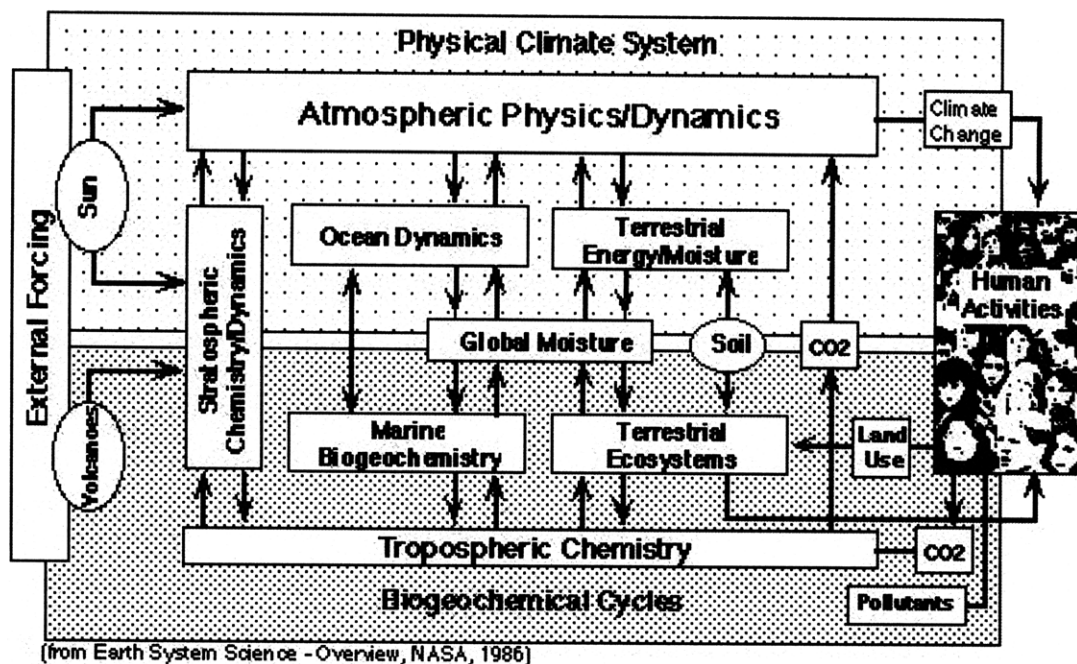 Physical Climate System
Atmospheric Physics/Dynamics
Climate
Change
External Forcing
Sun
Stratospheric
Chemistry/Dynamics
Ocean Dynamics
Terrestrial
Energy/Moisture
Human
Activities
Global Moisture
Soil
CO2
Volcanoes
Marine
Biogeochemistry
Terrestrial
Ecosystems
Land
Use
Tropospheric Chemistry
CO2
Biogeochemical Cycles
Pollutants
(from Earth System Science - Overview, NASA, 1986)